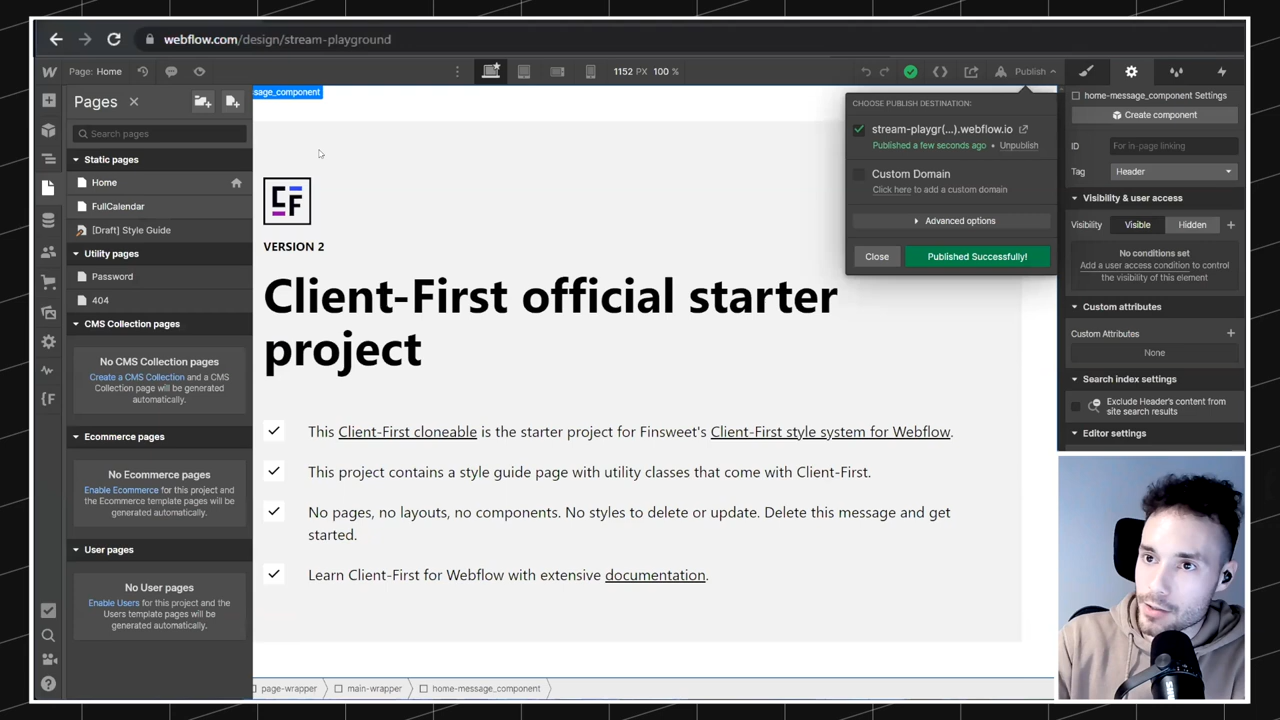 webflow.com/design/stream-playground
Page: Home
1152 PX 100 %
Publish
sage_component
Pages
Search pages
Static pages
Home
FullCalendar
[Draft] Style Guide
Utility pages
Password
404
CMS Collection pages
No CMS Collection pages
Create a CMS Collection and a CMS
Collection page will be generated
automatically.
Ecommerce pages
No Ecommerce pages
Enable Ecommerce for this project and
the Ecommerce template pages will be
generated automatically.
User pages
No User pages
Enable Users for this project and the
Users template pages will be
generated automatically.
CF
VERSION 2
Client-First official starter
project
This Client-First cloneable is the starter project for Finsweet's Client-First style system for Webflow.
This project contains a style guide page with utility classes that come with Client-First.
No pages, no layouts, no components. No styles to delete or update. Delete this message and get
started.
Learn Client-First for Webflow with extensive documentation.
page-wrapper
main-wrapper
home-message_component
CHOOSE PUBLISH DESTINATION:
stream-playgr(...).webflow.io
Published a few seconds ago • Unpublish
Custom Domain
Click here to add a custom domain
Advanced options
Close
Published Successfully!
home-message_component Settings
Create component
ID
For in-page linking
Tag
Header
Visibility & user access
Visibility
Visible
Hidden
No conditions set
Add a user access condition to control
the visibility of this element
Custom attributes
Custom Attributes
None
Search index settings
Exclude Header's content from
site search results
Editor settings